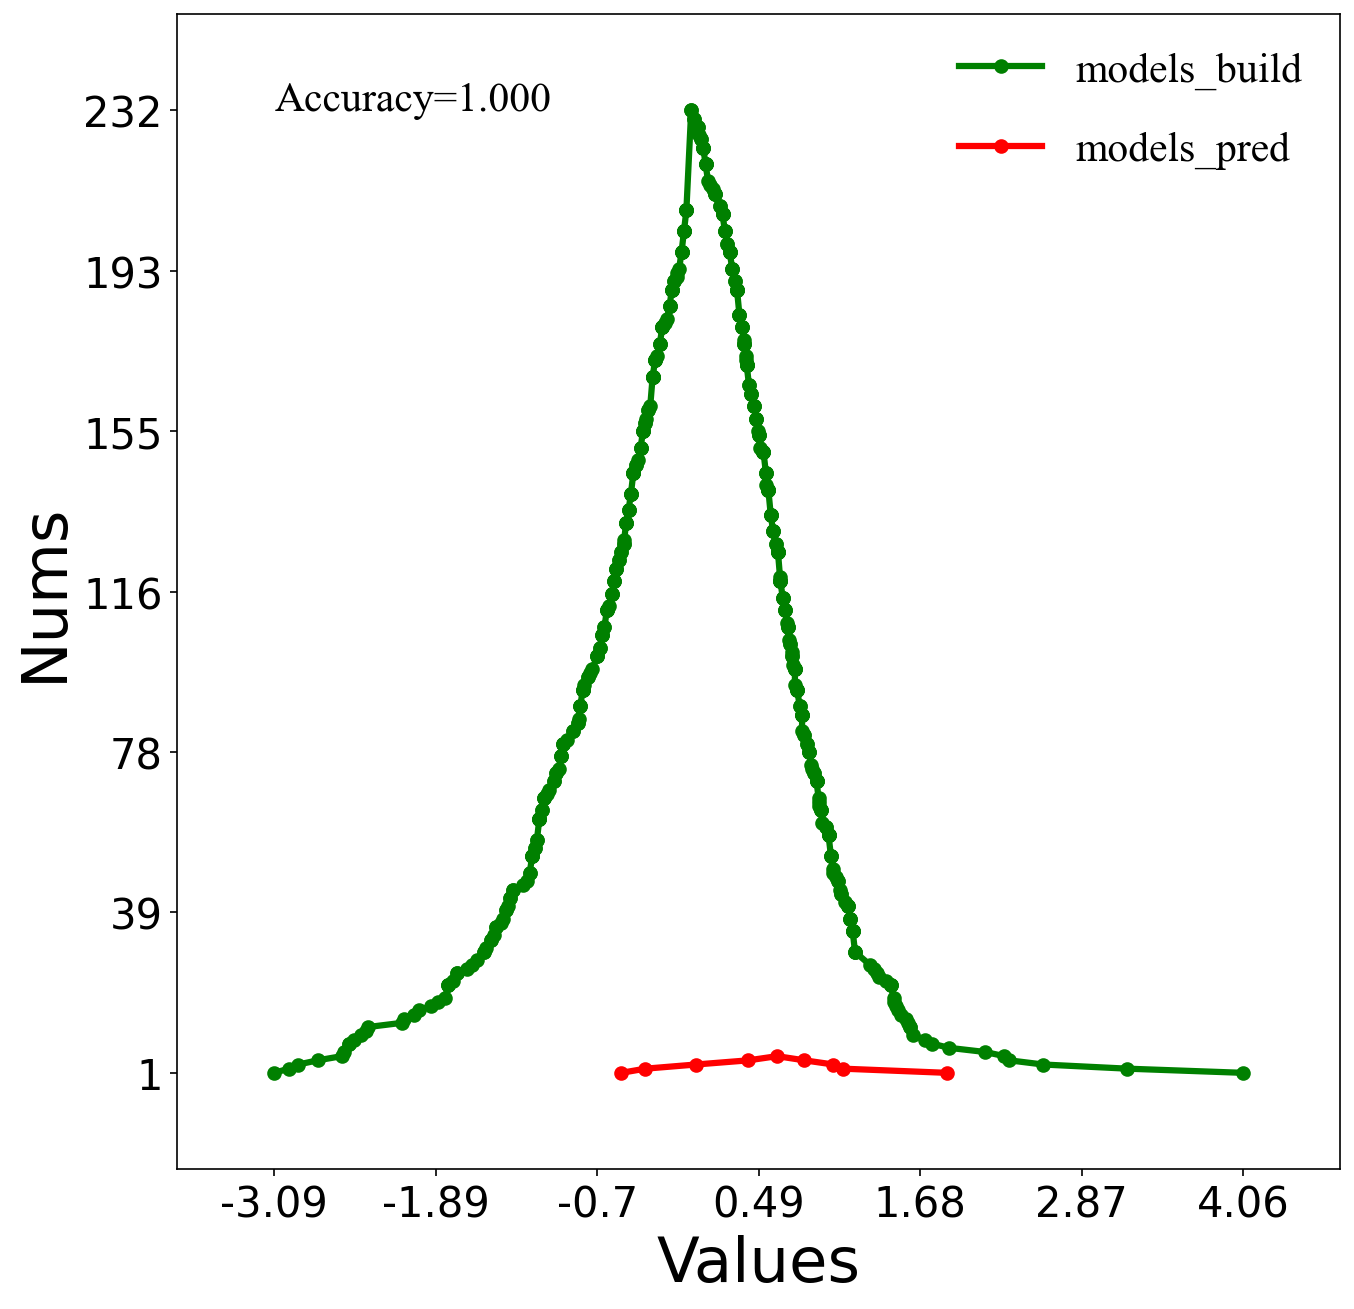 Accuracy=1.000
models_build
models_pred
232
193
155
116
78
39
1
Nums
-3.09 -1.89 -0.7 0.49 1.68 2.87 4.06
Values